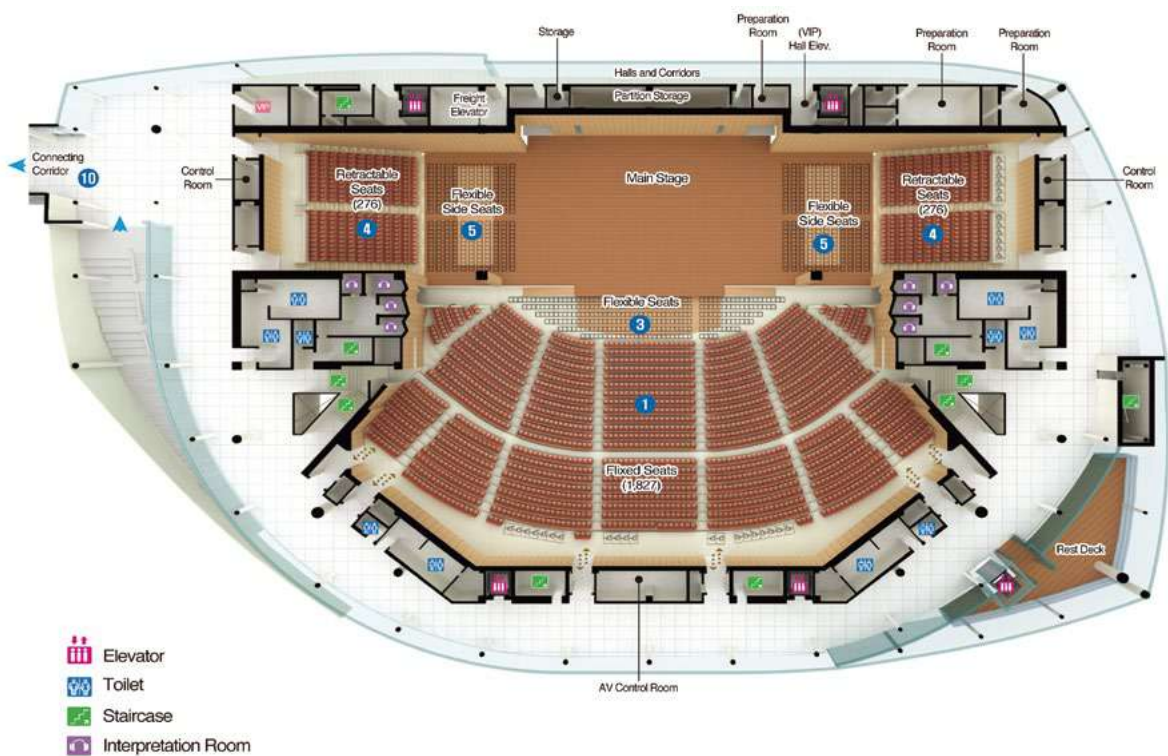 Preparation
Room
(VIP)
Hall Elev.
Storage
Preparation
Room
Preparation
Room
Halls and Corridors
Partition Storage
Freight
Elevator
VIP
Connecting
Corridor
10
Control
Room
Retractable
Seats
(276)
4
Flexible
Side Seats
5
Main Stage
Flexible
Side Seats
5
Retractable
Seats
(276)
4
Control
Room
Flexible Seats
3
1
Flixed Seats
(1,827)
Rest Deck
AV Control Room
Elevator
Toilet
Staircase
Interpretation Room